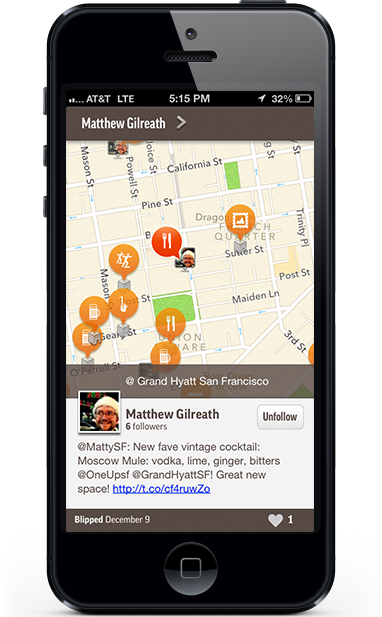 AT&T LTE 5:15 PM 32%
Matthew Gilreath
California St
Mason St
Powell St
Joice St
Pine St
Drago
FRENCH
QUARTER
Trinity Pl
Sutter St
Post St
Mason
Maiden Ln
Geary St
UNION
SQUARE
3rd St
O'Farrell St
@ Grand Hyatt San Francisco
Matthew Gilreath
6 followers
Unfollow
@MattySF: New fave vintage cocktail:
Moscow Mule: vodka, lime, ginger, bitters
@OneUpsf @GrandHyattSF! Great new
space! http://t.co/cf4ruwZo
Blipped December 9
1